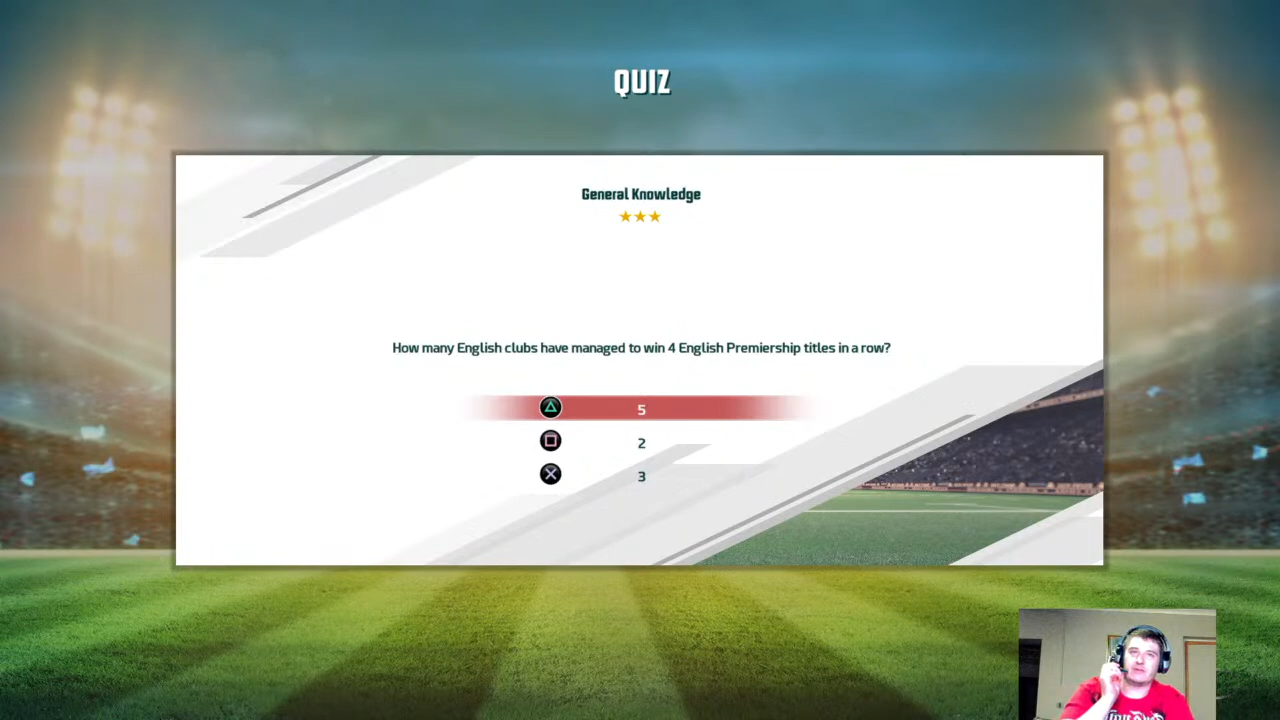 QUIZ
General Knowledge
How many English clubs have managed to win 4 English Premiership titles in a row?
5
2
3